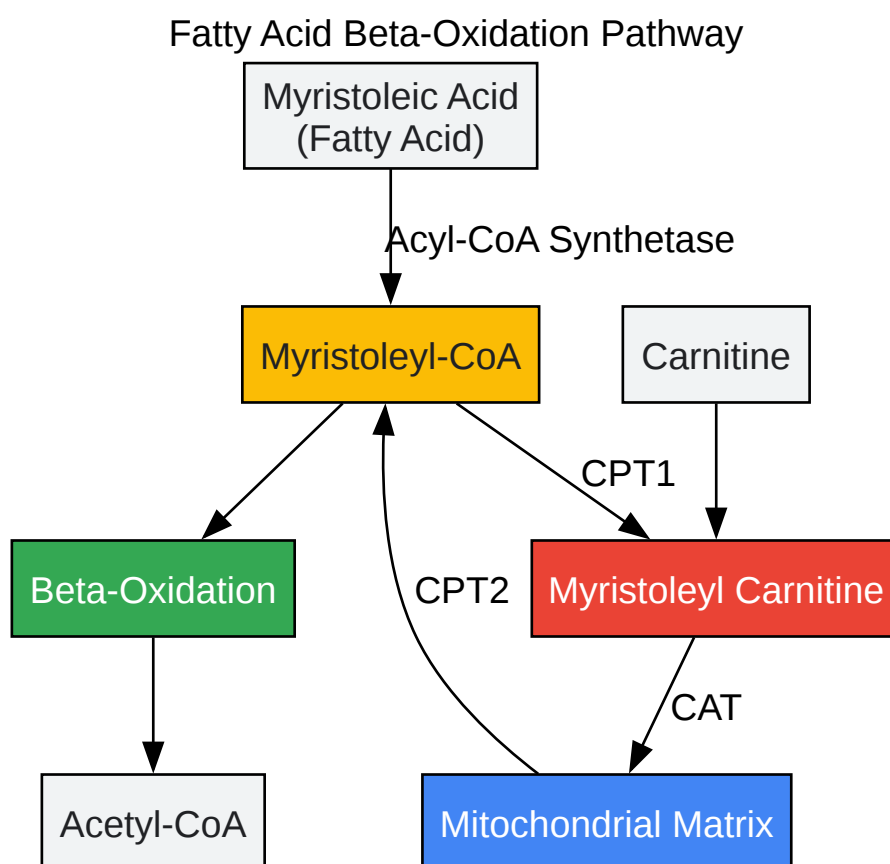 Fatty Acid Beta-Oxidation Pathway
Myristoleic Acid
(Fatty Acid)
Acyl-CoA Synthetase
Myristoleyl-CoA
Carnitine
CPT1
Beta-Oxidation
CPT2
Myristoleyl Carnitine
CAT
Acetyl-CoA
Mitochondrial Matrix